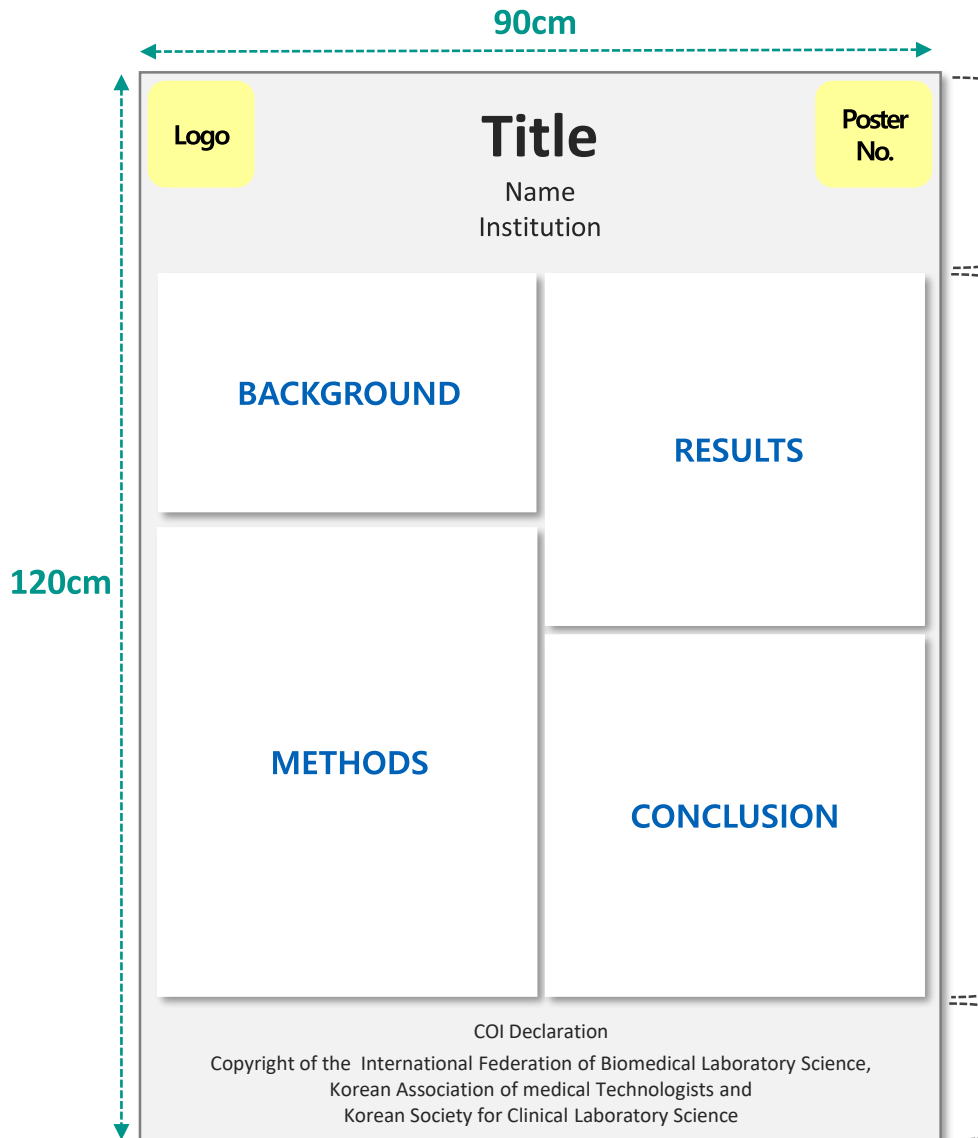 90cm
Logo
Title
Poster
No.
Name
Institution
BACKGROUND
RESULTS
120cm
METHODS
CONCLUSION
COI Declaration
Copyright of the International Federation of Biomedical Laboratory Science,
Korean Association of medical Technologists and
Korean Society for Clinical Laboratory Science